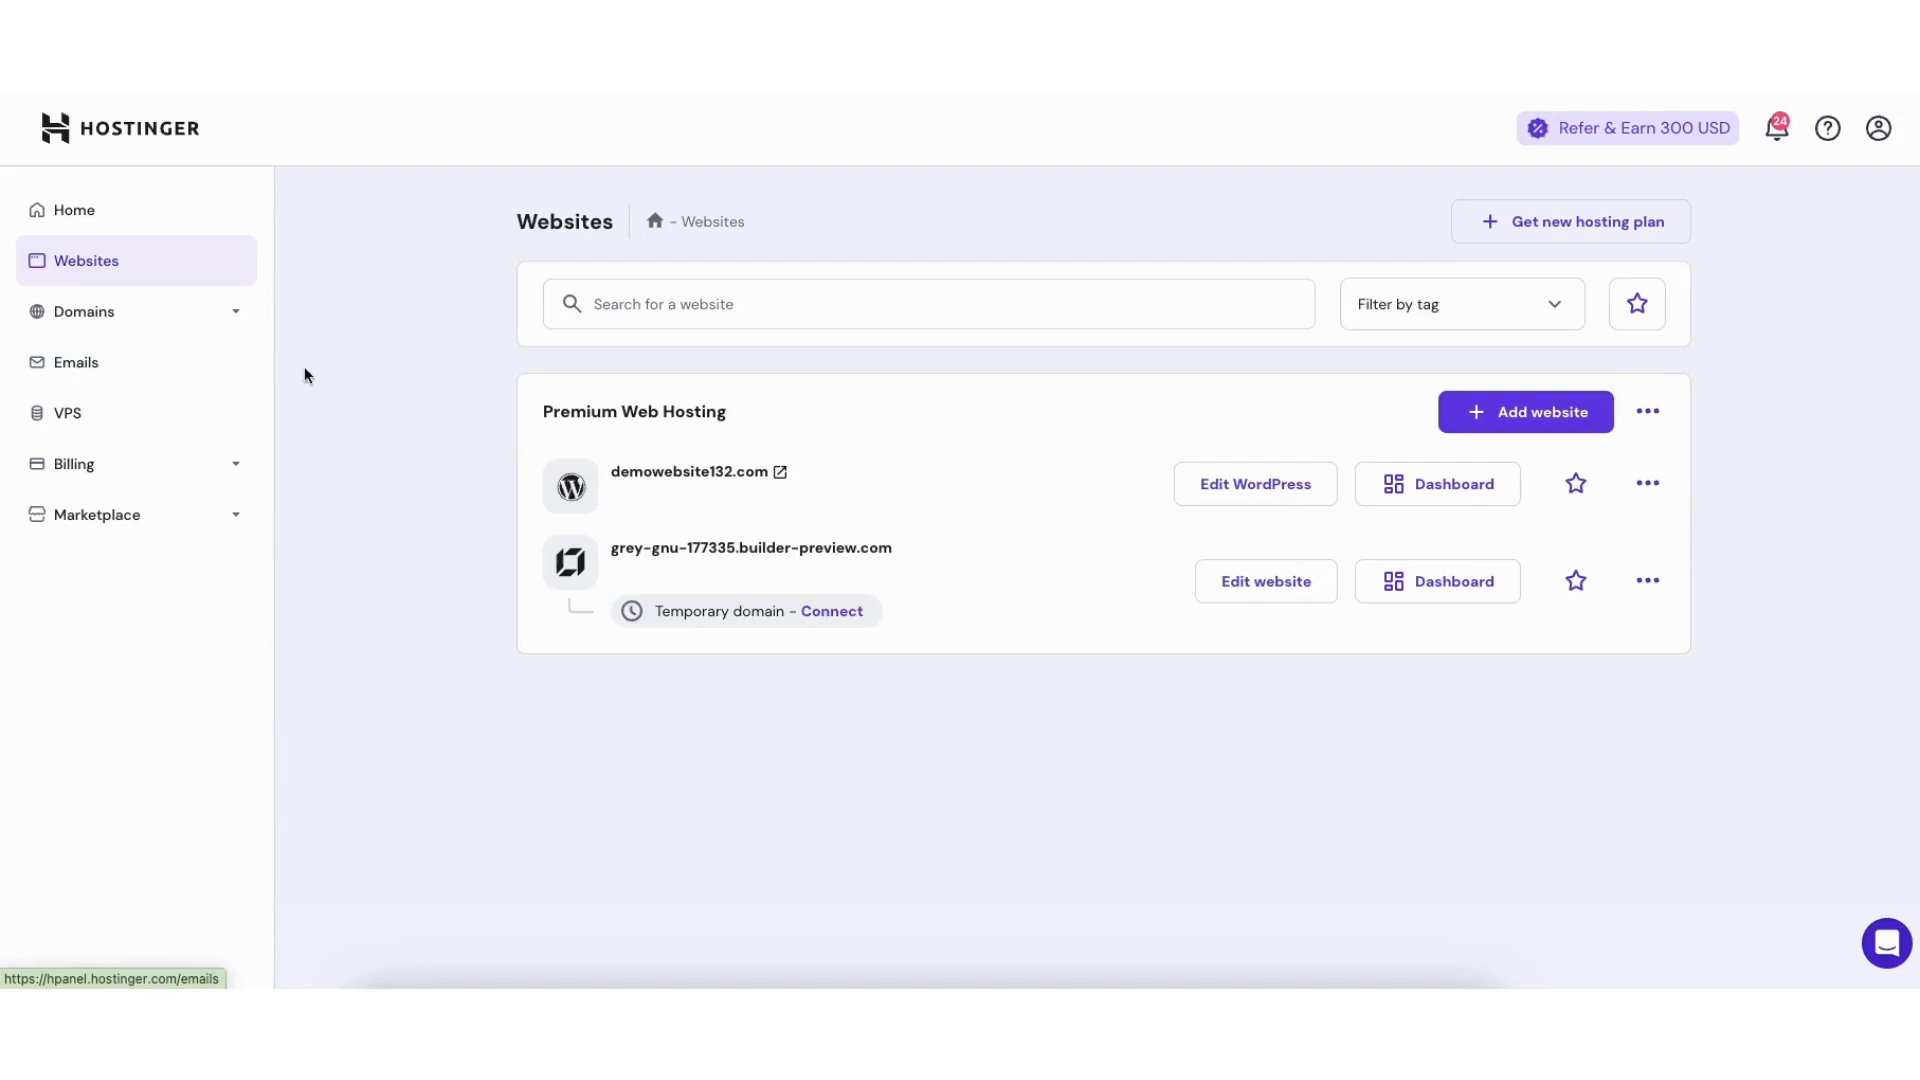 HOSTINGER
Refer & Earn 300 USD
24
Home
Websites
Domains
Emails
VPS
Billing
Marketplace
Websites
- Websites
Get new hosting plan
Search for a website
Filter by tag
Premium Web Hosting
Add website
demowebsite132.com
Edit WordPress
Dashboard
grey-gnu-177335.builder-preview.com
Edit website
Dashboard
Temporary domain - Connect
https://hpanel.hostinger.com/emails